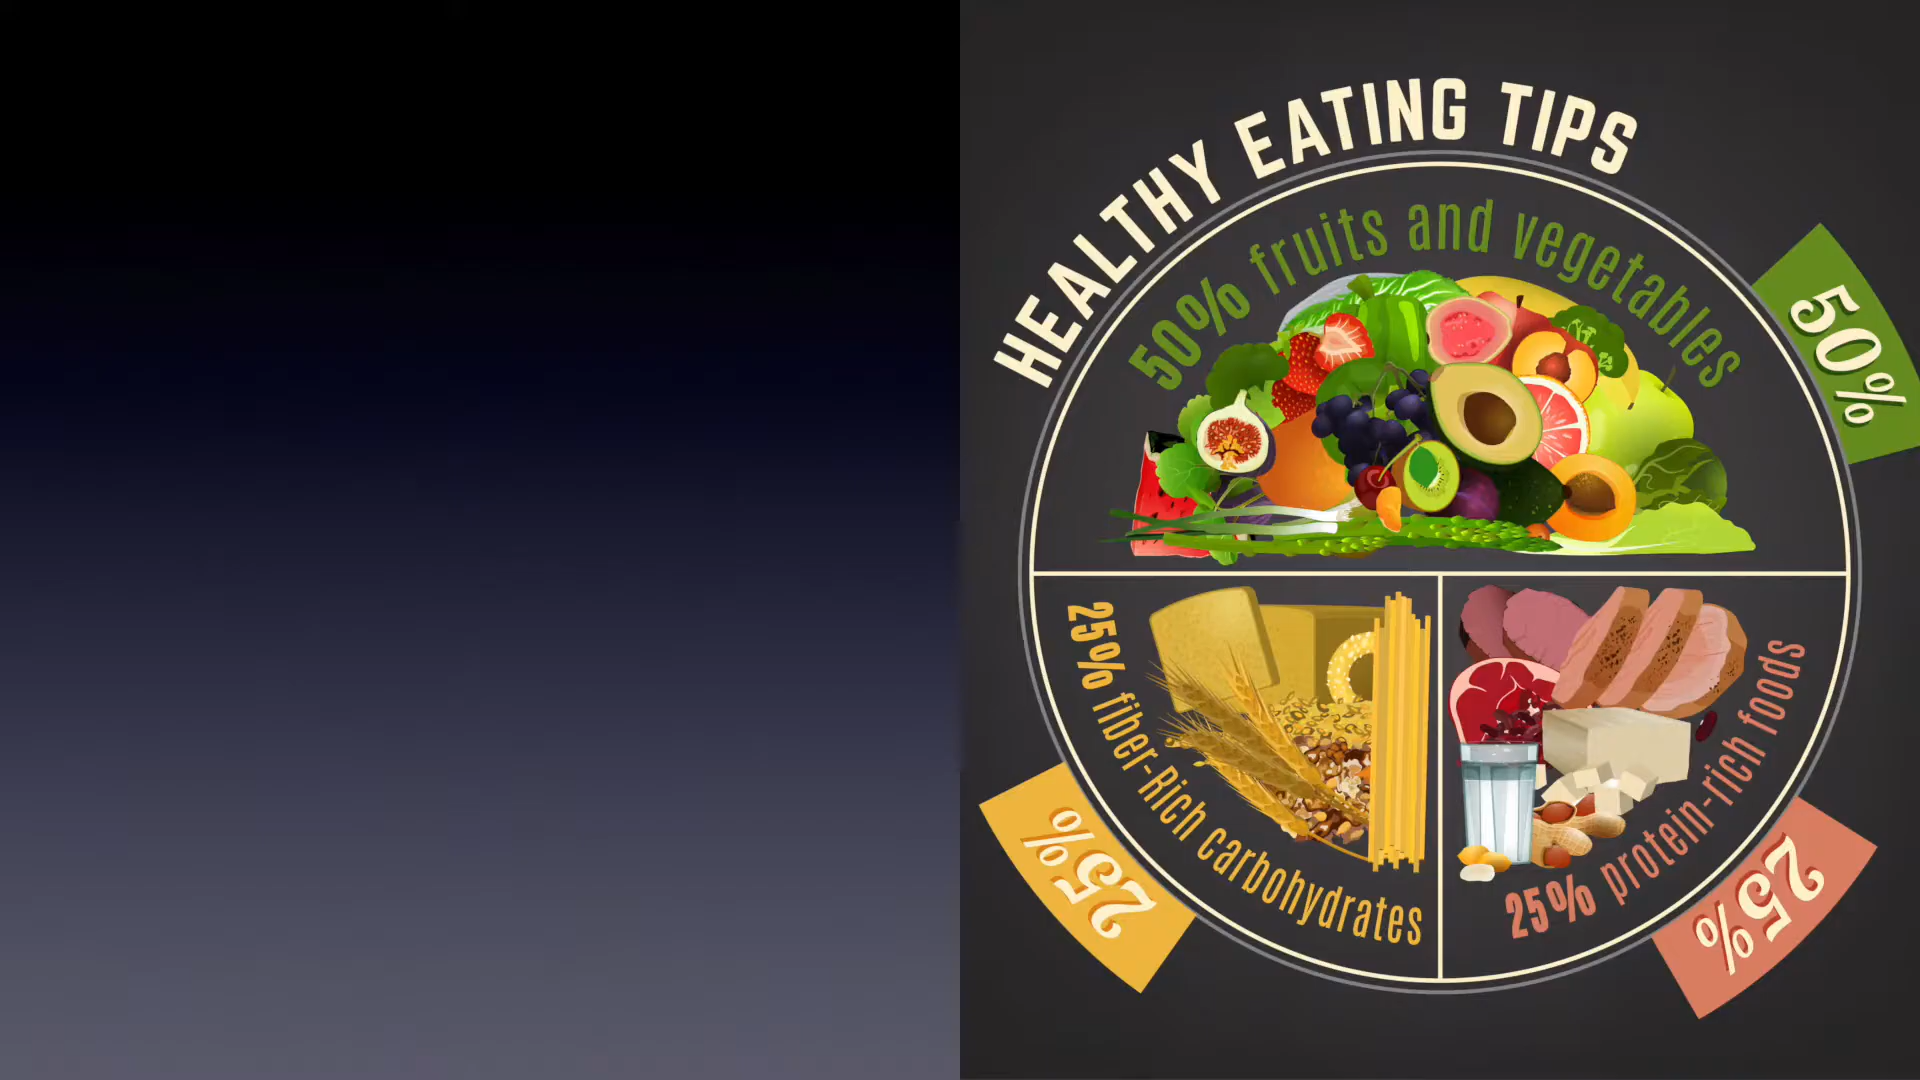 HEALTHY EATING TIPS
50% fruits and vegetables
50%
25% fiber-Rich carbohydrates
25%
25% protein-rich foods
25%